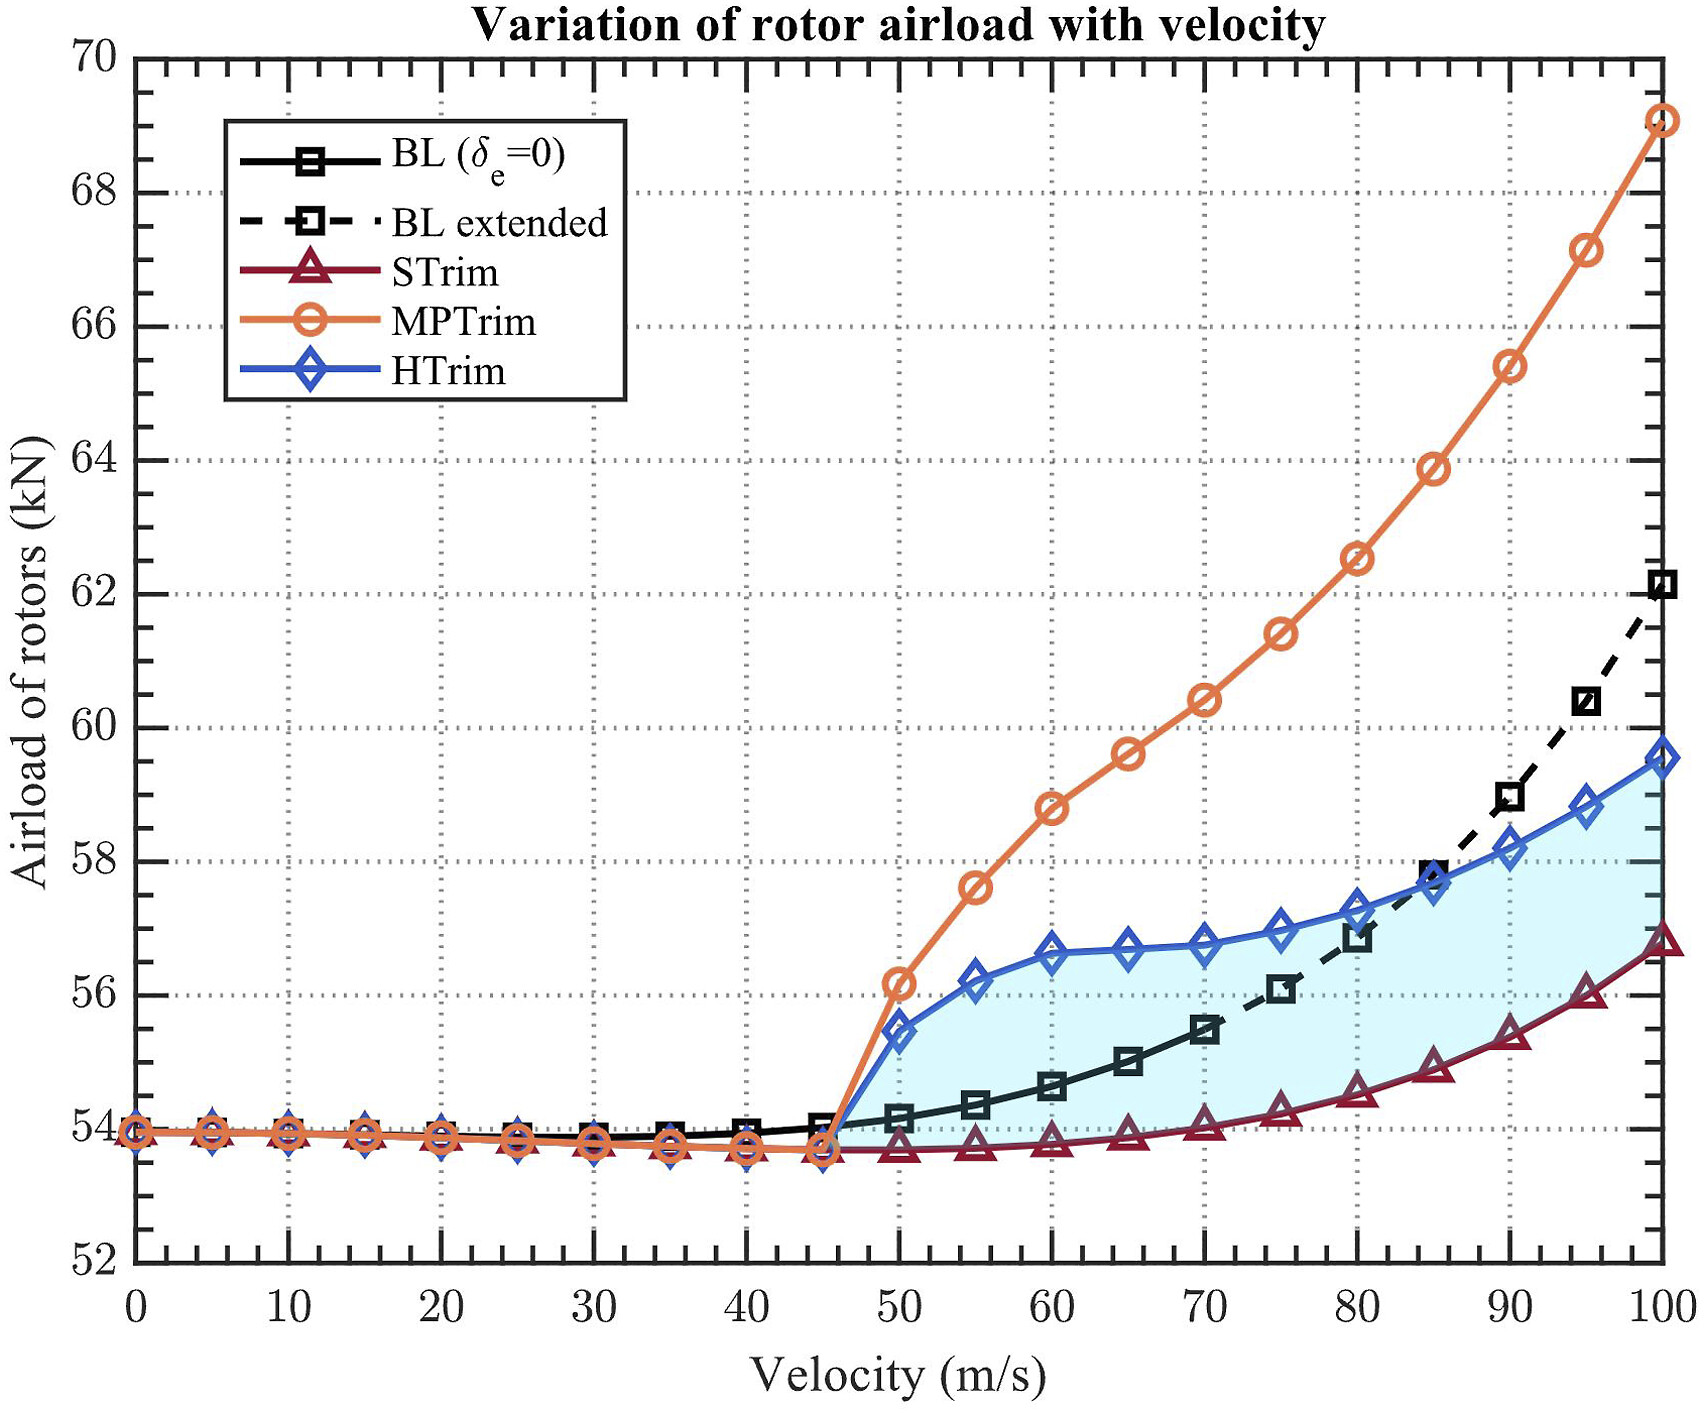 Variation of rotor airload with velocity
70
68
66
64
62
60
58
56
54
52
Airload of rotors (kN)
BL (δₑ=0)
BL extended
STrim
MPTrim
HTrim
0 10 20 30 40 50 60 70 80 90 100
Velocity (m/s)